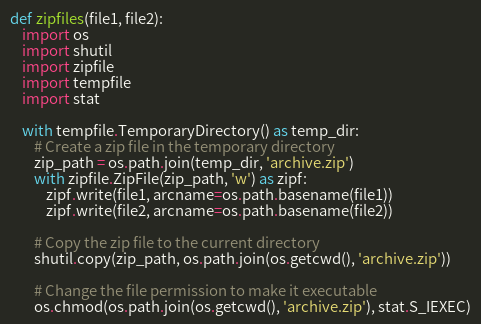 def zipfiles(file1, file2):
    import os
    import shutil
    import zipfile
    import tempfile
    import stat

    with tempfile.TemporaryDirectory() as temp_dir:
        # Create a zip file in the temporary directory
        zip_path = os.path.join(temp_dir, 'archive.zip')
        with zipfile.ZipFile(zip_path, 'w') as zipf:
            zipf.write(file1, arcname=os.path.basename(file1))
            zipf.write(file2, arcname=os.path.basename(file2))

        # Copy the zip file to the current directory
        shutil.copy(zip_path, os.path.join(os.getcwd(), 'archive.zip'))

        # Change the file permission to make it executable
        os.chmod(os.path.join(os.getcwd(), 'archive.zip'), stat.S_IEXEC)